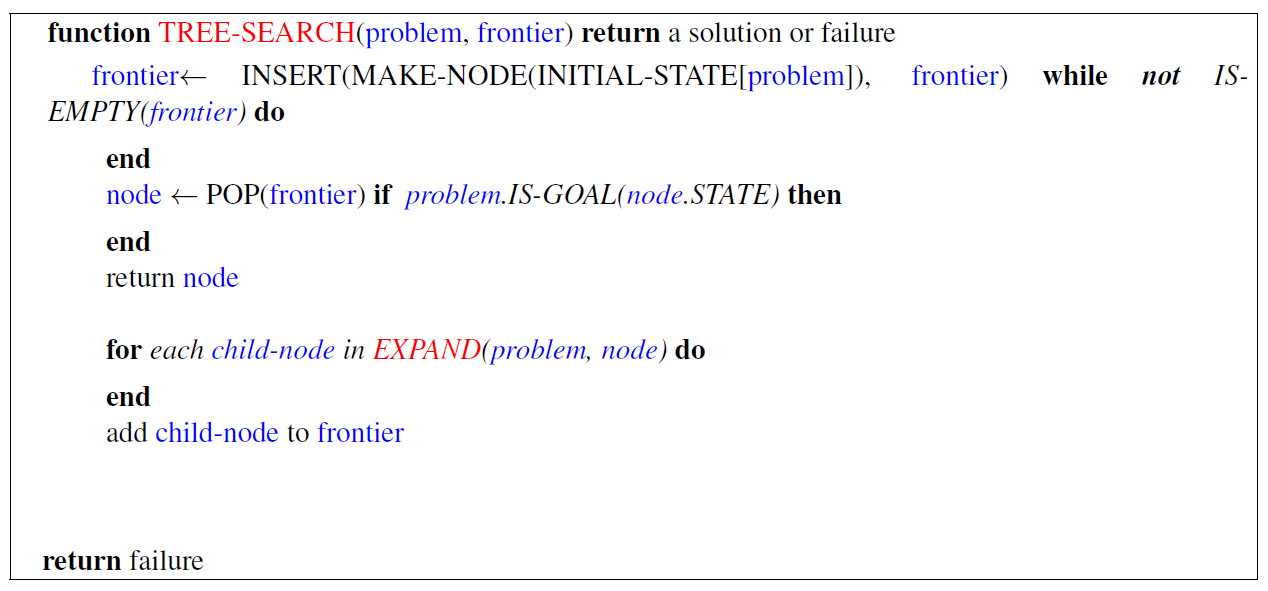 function TREE-SEARCH(problem, frontier) return a solution or failure
frontier← INSERT(MAKE-NODE(INITIAL-STATE[problem]), frontier) while not IS-
EMPTY(frontier) do
end
node ← POP(frontier) if problem.IS-GOAL(node.STATE) then
end
return node
for each child-node in EXPAND(problem, node) do
end
add child-node to frontier
return failure